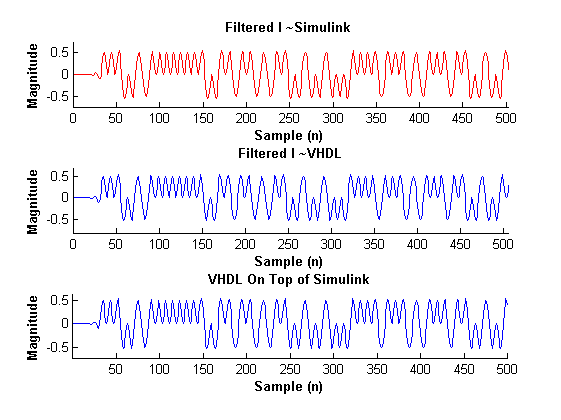 Filtered I ~Simulink
Magnitude
0.5
0
-0.5
0 50 100 150 200 250 300 350 400 450 500
Sample (n)
Filtered I ~VHDL
Magnitude
0.5
0
-0.5
0 50 100 150 200 250 300 350 400 450 500
Sample (n)
VHDL On Top of Simulink
Magnitude
0.5
0
-0.5
50 100 150 200 250 300 350 400 450 500
Sample (n)